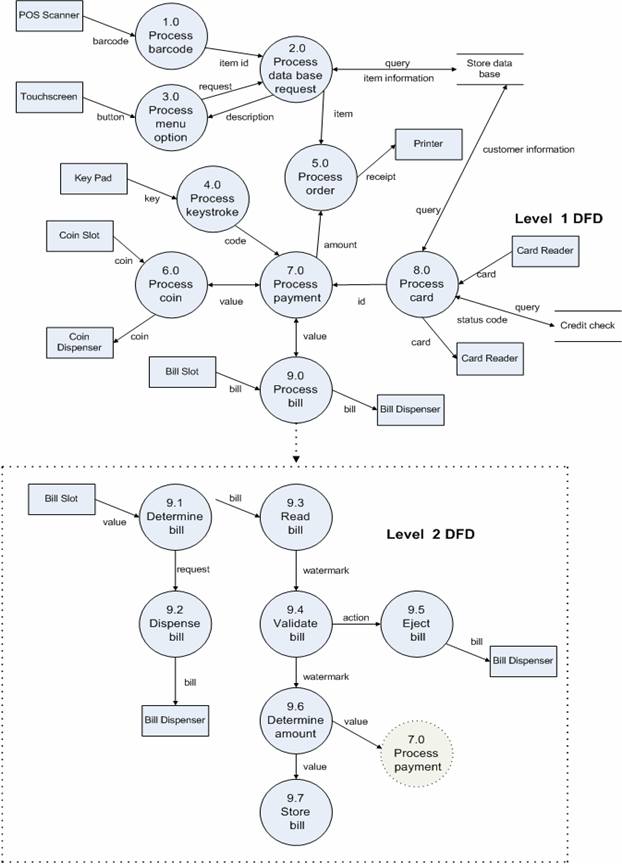 POS Scanner
barcode
1.0
Process
barcode
item id
2.0
Process
data base
request
query
item information
Store data
base
Touchscreen
button
3.0
Process
menu
option
request
description
item
Printer
receipt
5.0
Process
order
customer information
Key Pad
key
4.0
Process
keystroke
code
amount
query
Level 1 DFD
Coin Slot
coin
6.0
Process
coin
value
7.0
Process
payment
id
8.0
Process
card
Card Reader
card
query
status code
Credit check
Coin
Dispenser
coin
value
card
Card Reader
Bill Slot
bill
9.0
Process
bill
bill
Bill Dispenser
Bill Slot
value
9.1
Determine
bill
bill
9.3
Read
bill
Level 2 DFD
request
watermark
9.2
Dispense
bill
9.4
Validate
bill
action
9.5
Eject
bill
bill
Bill Dispenser
bill
watermark
Bill Dispenser
9.6
Determine
amount
value
7.0
Process
payment
value
9.7
Store
bill